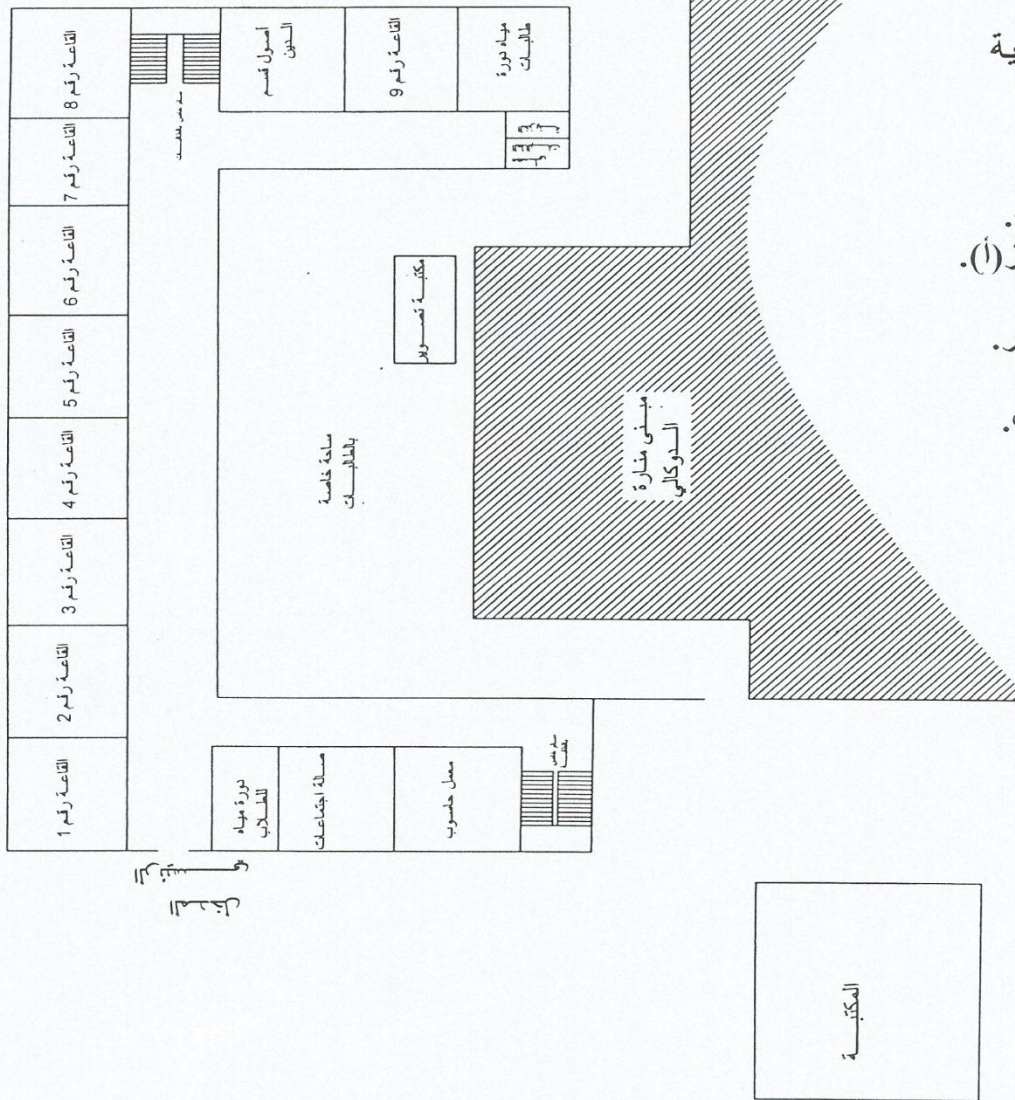 القاعة رقم 1
القاعة رقم 2
القاعة رقم 3
القاعة رقم 4
القاعة رقم 5
القاعة رقم 6
القاعة رقم 7
القاعة رقم 8
أصول قسم
الدين
القاعة رقم 9
مياه دورة
طالبات
مكتبة تصوير
ساحة خاصة
بالطالبات
مبنى منارة
الدوكالي
دورة مياه
للطلاب
صالة اجتماعات
معمل حاسوب
المكتبة
(أ).